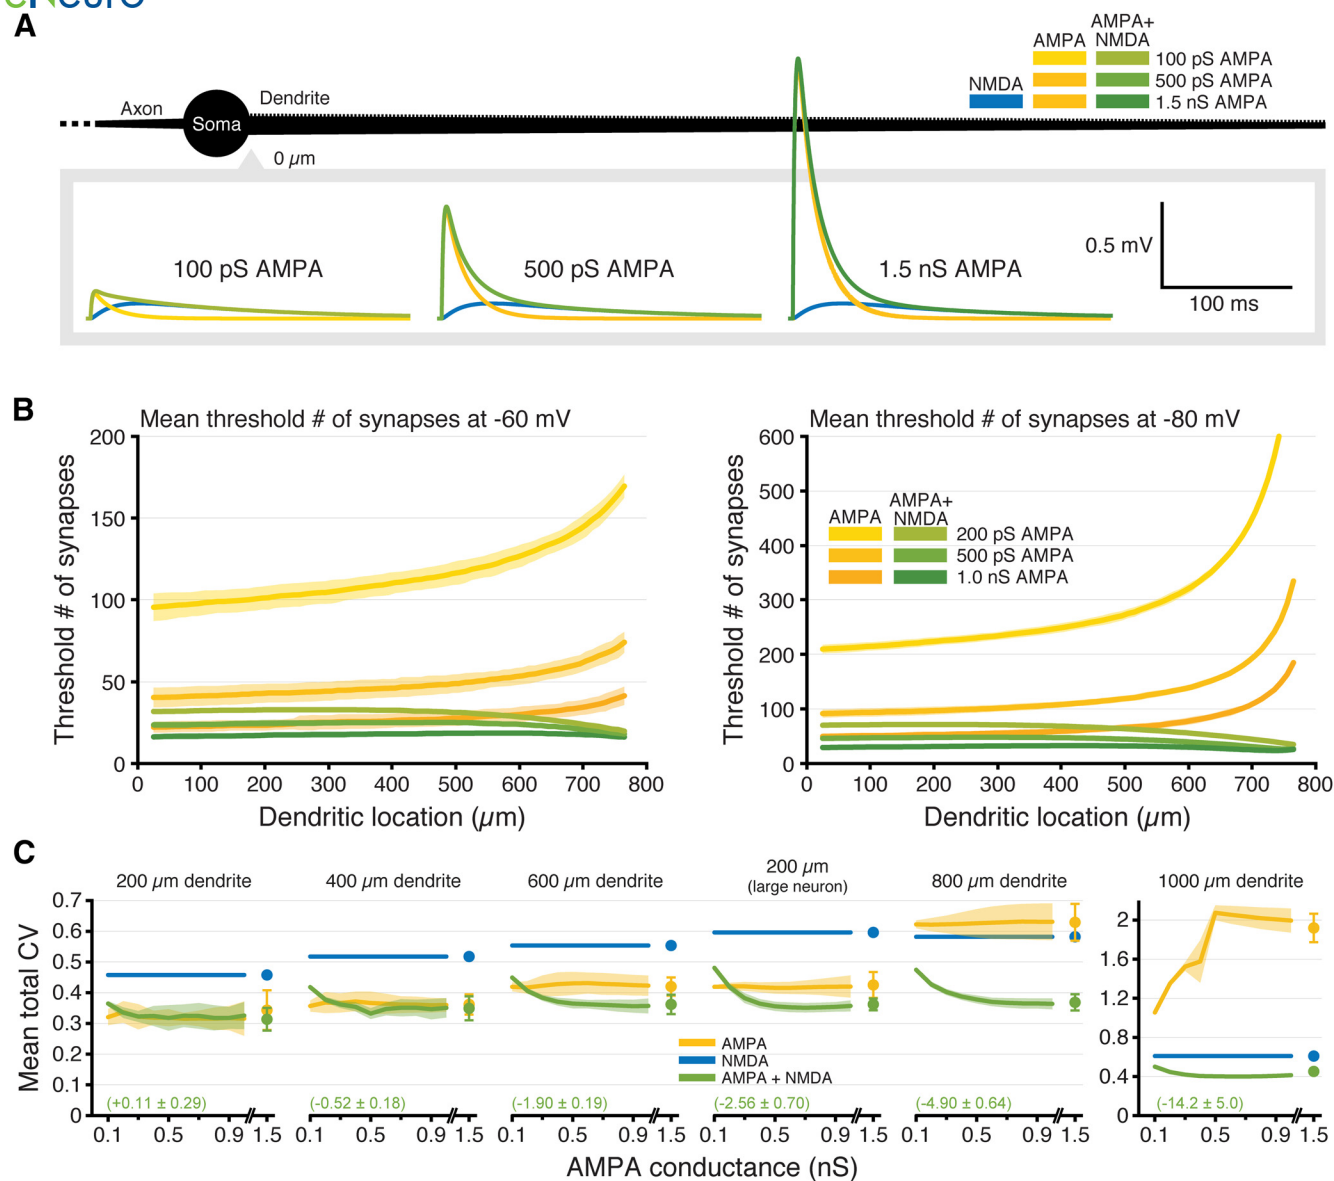 eNeuro
A
AMPA+
AMPA NMDA
100 pS AMPA
NMDA 500 pS AMPA
1.5 nS AMPA
Axon Dendrite
Soma
0 µm
100 pS AMPA 500 pS AMPA 1.5 nS AMPA
0.5 mV
100 ms
B
Mean threshold # of synapses at -60 mV
Threshold # of synapses
200
150
100
50
0
0 100 200 300 400 500 600 700 800
Dendritic location (µm)
Mean threshold # of synapses at -80 mV
Threshold # of synapses
600
500
400
300
200
100
0
AMPA+
AMPA NMDA
200 pS AMPA
500 pS AMPA
1.0 nS AMPA
0 100 200 300 400 500 600 700 800
Dendritic location (µm)
C
200 µm dendrite 400 µm dendrite 600 µm dendrite 200 µm 800 µm dendrite 1000 µm dendrite
(large neuron)
Mean total CV
0.7
0.6
0.5
0.4
0.3
0.2
0.1
0
2
1.6
1.2
0.8
0.4
0
AMPA
NMDA
AMPA + NMDA
(+0.11 ± 0.29) (-0.52 ± 0.18) (-1.90 ± 0.19) (-2.56 ± 0.70) (-4.90 ± 0.64) (-14.2 ± 5.0)
0.1 0.5 0.9 1.5 0.1 0.5 0.9 1.5 0.1 0.5 0.9 1.5 0.1 0.5 0.9 1.5 0.1 0.5 0.9 1.5 0.1 0.5 0.9 1.5
AMPA conductance (nS)